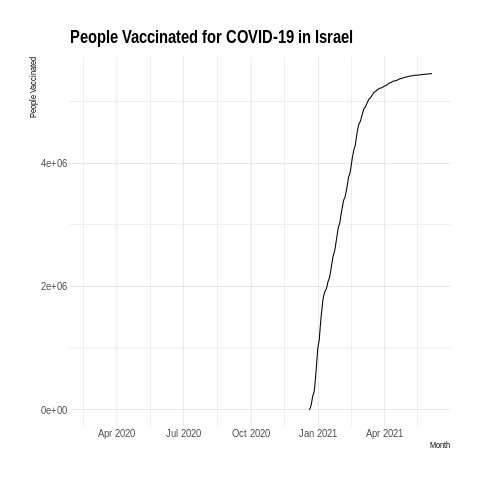 People Vaccinated for COVID-19 in Israel
People Vaccinated
4e+06
2e+06
0e+00
Apr 2020 Jul 2020 Oct 2020 Jan 2021 Apr 2021
Month